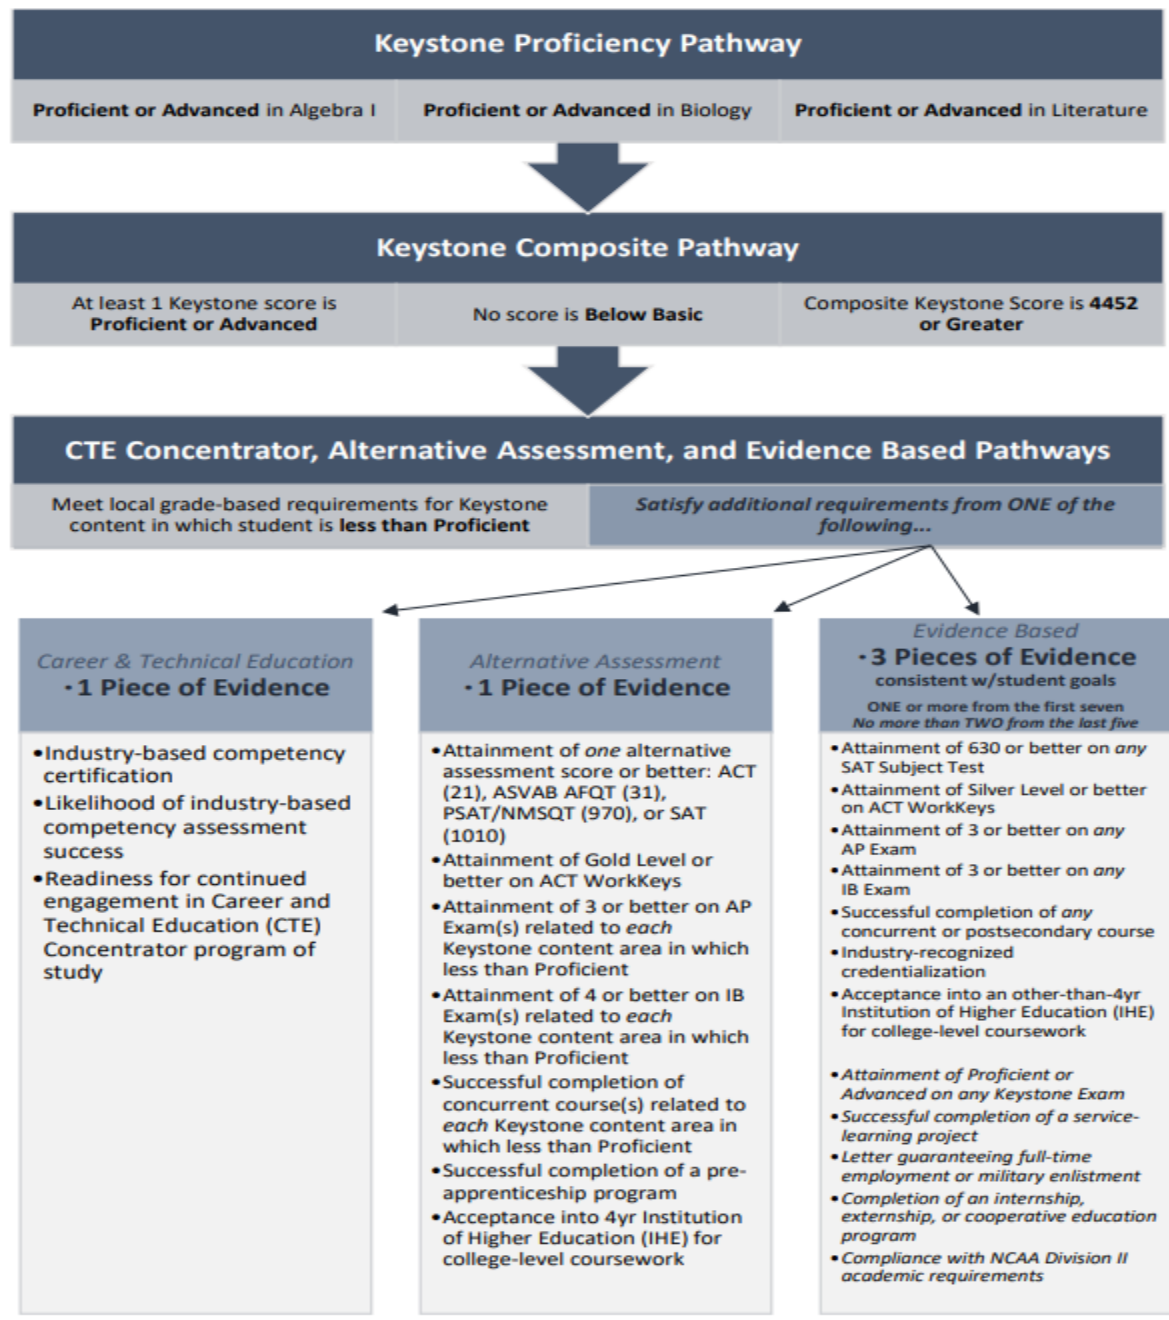 Keystone Proficiency Pathway
Proficient or Advanced in Algebra I
Proficient or Advanced in Biology
Proficient or Advanced in Literature
Keystone Composite Pathway
At least 1 Keystone score is
Proficient or Advanced
No score is Below Basic
Composite Keystone Score is 4452
or Greater
CTE Concentrator, Alternative Assessment, and Evidence Based Pathways
Meet local grade-based requirements for Keystone
content in which student is less than Proficient
Satisfy additional requirements from ONE of the
following...
Career & Technical Education
· 1 Piece of Evidence
•Industry-based competency
certification
•Likelihood of industry-based
competency assessment
success
•Readiness for continued
engagement in Career and
Technical Education (CTE)
Concentrator program of
study
Alternative Assessment
· 1 Piece of Evidence
•Attainment of one alternative
assessment score or better: ACT
(21), ASVAB AFQT (31),
PSAT/NMSQT (970), or SAT
(1010)
•Attainment of Gold Level or
better on ACT WorkKeys
•Attainment of 3 or better on AP
Exam(s) related to each
Keystone content area in which
less than Proficient
•Attainment of 4 or better on IB
Exam(s) related to each
Keystone content area in which
less than Proficient
•Successful completion of
concurrent course(s) related to
each Keystone content area in
which less than Proficient
•Successful completion of a pre-
apprenticeship program
•Acceptance into 4yr Institution
of Higher Education (IHE) for
college-level coursework
Evidence Based
· 3 Pieces of Evidence
consistent w/student goals
ONE or more from the first seven
No more than TWO from the last five
•Attainment of 630 or better on any
SAT Subject Test
•Attainment of Silver Level or better
on ACT WorkKeys
•Attainment of 3 or better on any
AP Exam
•Attainment of 3 or better on any
IB Exam
•Successful completion of any
concurrent or postsecondary course
•Industry-recognized
credentialization
•Acceptance into an other-than-4yr
Institution of Higher Education (IHE)
for college-level coursework
•Attainment of Proficient or
Advanced on any Keystone Exam
•Successful completion of a service-
learning project
•Letter guaranteeing full-time
employment or military enlistment
•Completion of an internship,
externship, or cooperative education
program
•Compliance with NCAA Division II
academic requirements